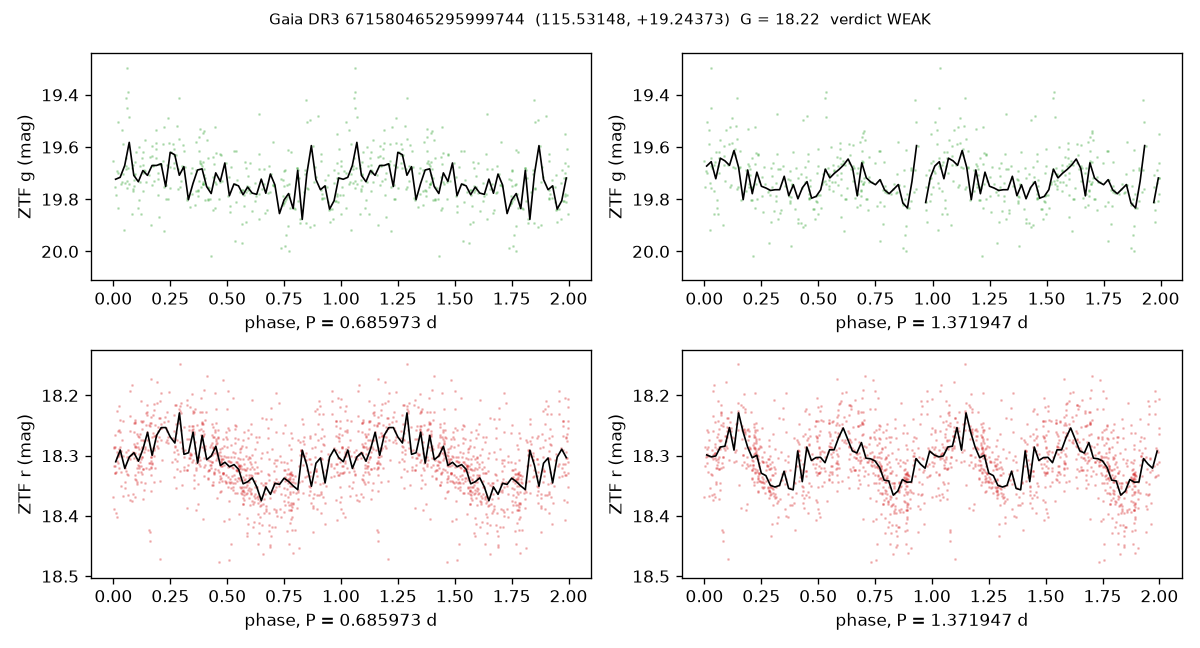 Gaia DR3 671580465295999744 (115.53148, +19.24373) G = 18.22 verdict WEAK
ZTF g (mag)
19.4
19.6
19.8
20.0
0.00 0.25 0.50 0.75 1.00 1.25 1.50 1.75 2.00
phase, P = 0.685973 d
ZTF g (mag)
19.4
19.6
19.8
20.0
0.00 0.25 0.50 0.75 1.00 1.25 1.50 1.75 2.00
phase, P = 1.371947 d
ZTF r (mag)
18.2
18.3
18.4
18.5
0.00 0.25 0.50 0.75 1.00 1.25 1.50 1.75 2.00
phase, P = 0.685973 d
ZTF r (mag)
18.2
18.3
18.4
18.5
0.00 0.25 0.50 0.75 1.00 1.25 1.50 1.75 2.00
phase, P = 1.371947 d